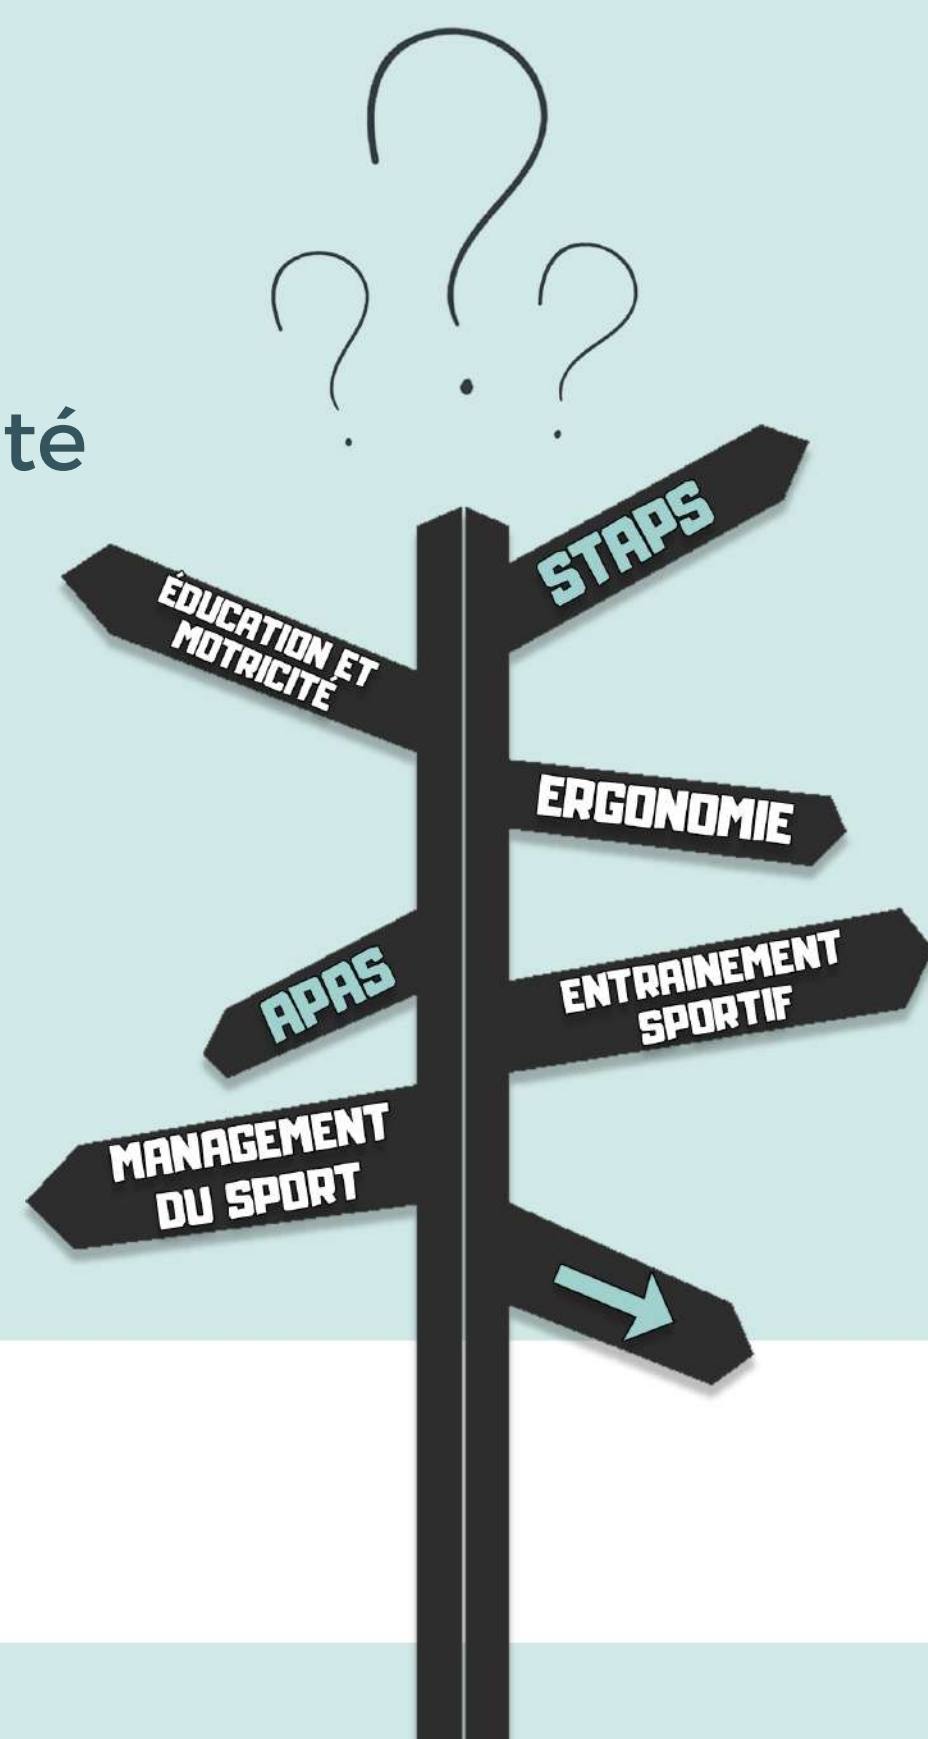 té
STAPS
ÉDUCATION ET
MOTRICITÉ
ERGONOMIE
APAS
ENTRAINEMENT
SPORTIF
MANAGEMENT
DU SPORT